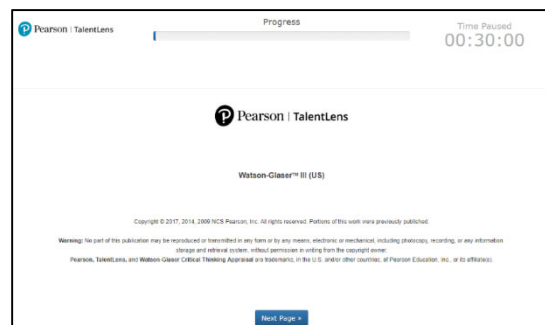 Pearson | TalentLens
Progress
Time Paused
00:30:00
Pearson | TalentLens
Watson-Glaser™ III (US)
Copyright © 2017, 2014, 2009 NCS Pearson, Inc. All rights reserved. Portions of this work were previously published.
Warning: No part of this publication may be reproduced or transmitted in any form or by any means, electronic or mechanical, including photocopy, recording, or any information
storage and retrieval system, without permission in writing from the copyright owner.
Pearson, TalentLens, and Watson-Glaser Critical Thinking Appraisal are trademarks, in the U.S. and/or other countries, of Pearson Education, Inc., or its affiliate(s).
Next Page »